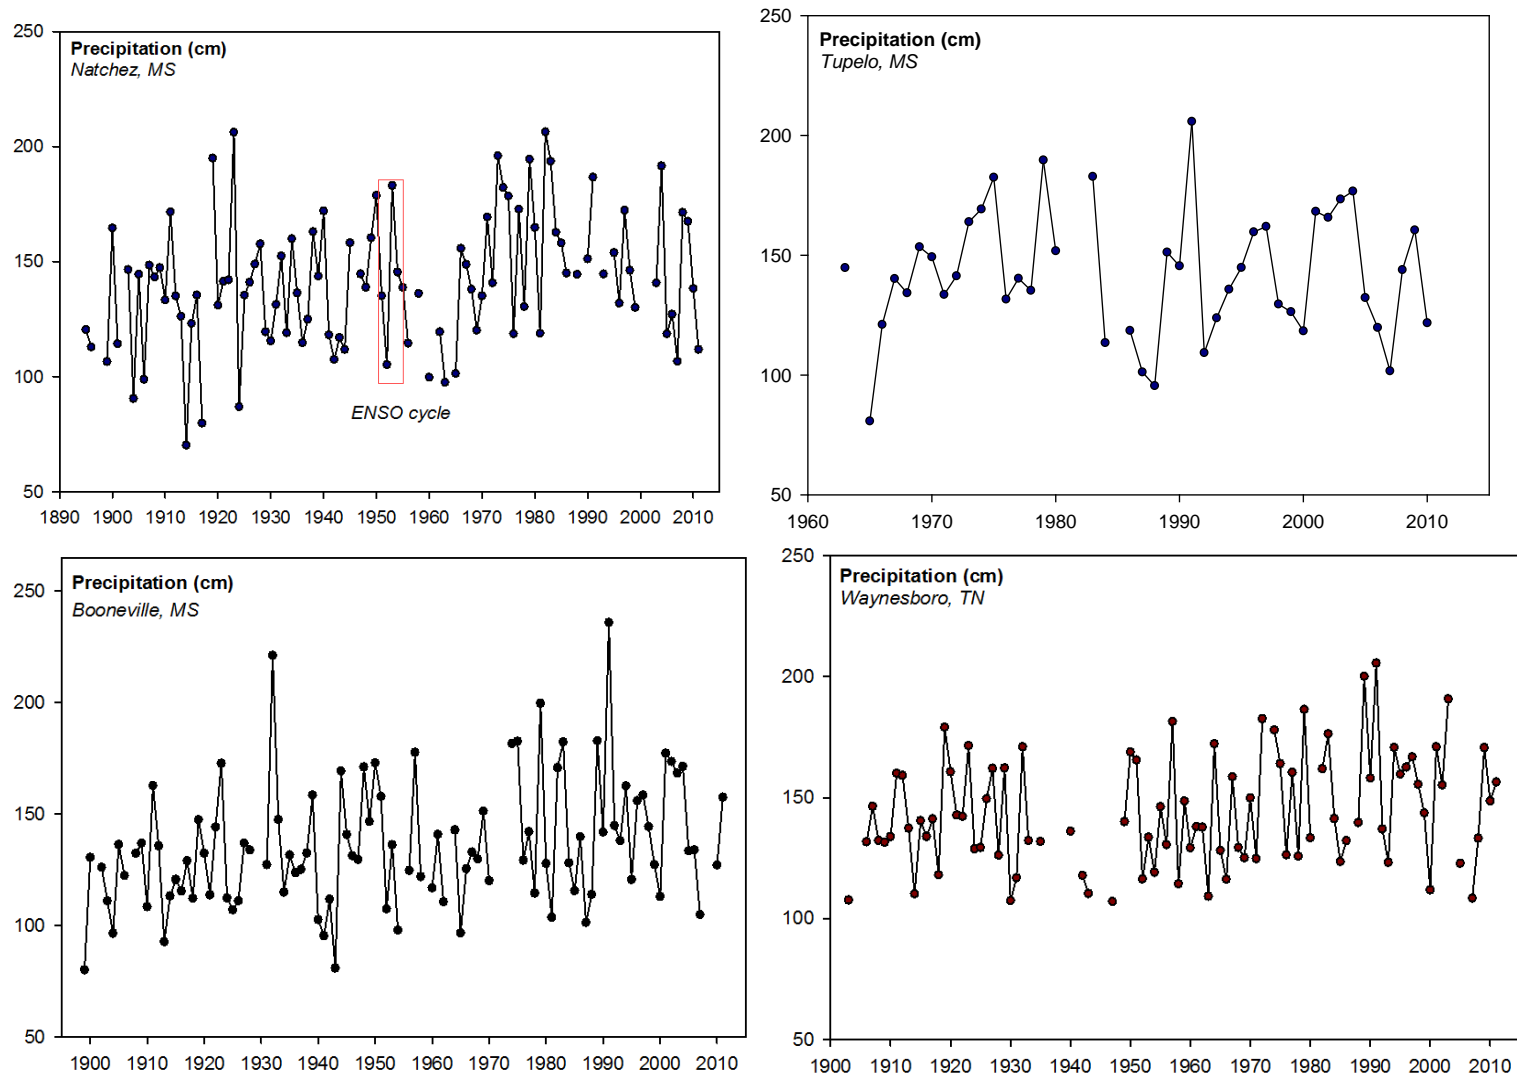 Precipitation (cm)
Natchez, MS
250
200
150
100
50
ENSO cycle
1890 1900 1910 1920 1930 1940 1950 1960 1970 1980 1990 2000 2010
Precipitation (cm)
Tupelo, MS
250
200
150
100
50
1960 1970 1980 1990 2000 2010
Precipitation (cm)
Booneville, MS
250
200
150
100
50
1900 1910 1920 1930 1940 1950 1960 1970 1980 1990 2000 2010
Precipitation (cm)
Waynesboro, TN
250
200
150
100
50
1900 1910 1920 1930 1940 1950 1960 1970 1980 1990 2000 2010